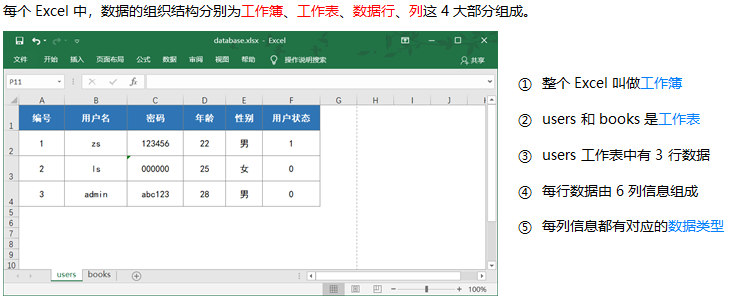 每个 Excel 中，数据的组织结构分别为工作簿、工作表、数据行、列这 4 大部分组成。
database.xlsx - Excel
文件 开始 插入 页面布局 公式 数据 审阅 视图 帮助 操作说明搜索 共享
P11 fx
A B C D E F G H I J K
1 编号 用户名 密码 年龄 性别 用户状态
2 1 zs 123456 22 男 1
3 2 ls 000000 25 女 0
4 3 admin abc123 28 男 0
5
6
7
8
9
10
users books
100%
① 整个 Excel 叫做工作簿
② users 和 books 是工作表
③ users 工作表中有 3 行数据
④ 每行数据由 6 列信息组成
⑤ 每列信息都有对应的数据类型